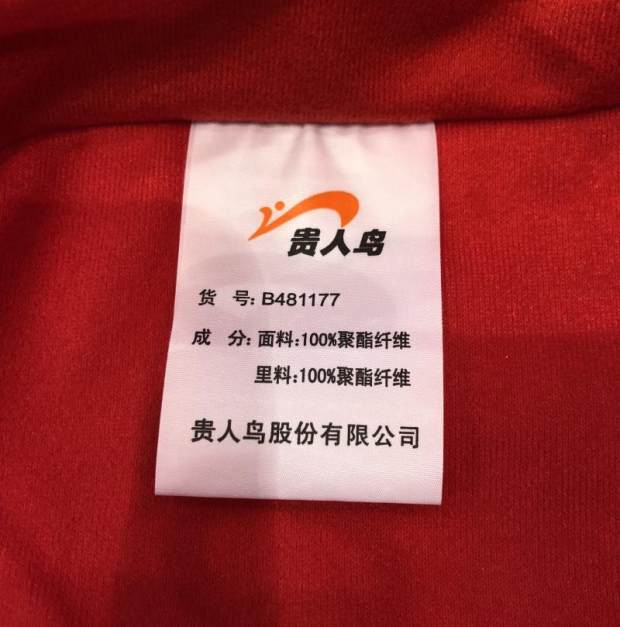 贵人鸟
货 号: B481177
成 分: 面料:100%聚酯纤维
里料:100%聚酯纤维
贵人鸟股份有限公司